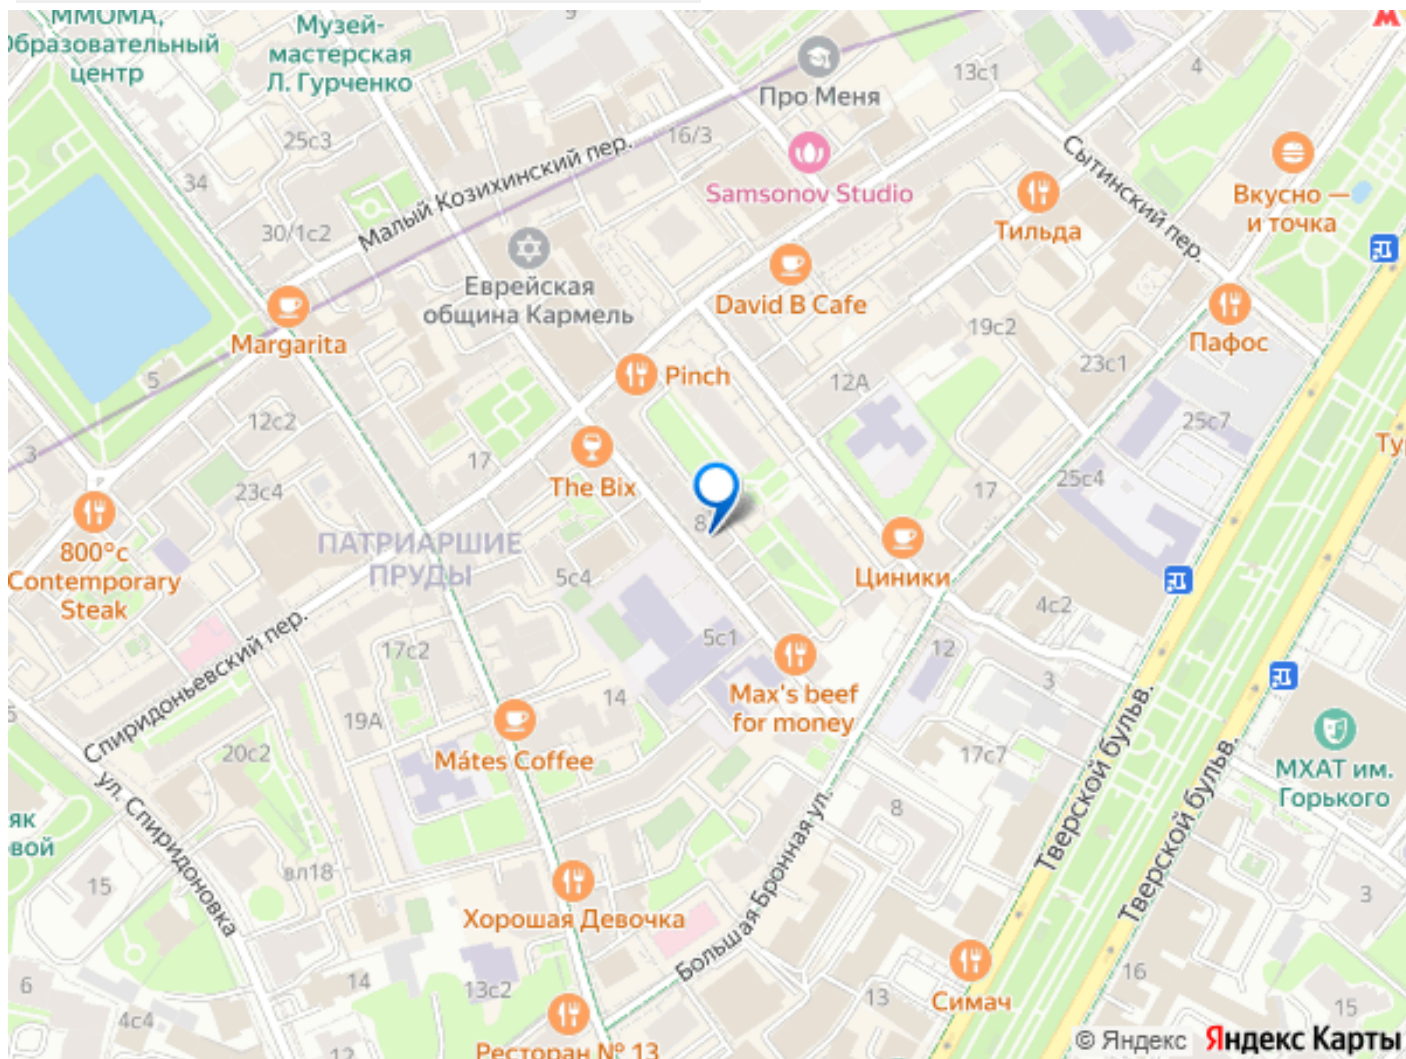 ММОМА,
Образовательный
центр
Музей-
мастерская
Л. Гурченко
9
Про Меня
13с1
4
16/3
25с3
34
Малый Козихинский пер.
Samsonov Studio
Сытинский пер.
Вкусно —
и точка
Тильда
30/1с2
Еврейская
община Кармель
David B Cafe
Margarita
19с2
Пафос
5
Pinch
12А
23с1
12с2
25с7
3
17
The Bix
23с4
25с4
17
Ту
800°c
Contemporary
Steak
ПАТРИАРШИЕ
ПРУДЫ
8
5с4
Циники
4с2
Спиридоньевский пер.
17с2
5с1
12
3
14
Max's beef
for money
19А
20с2
Mátes Coffee
17с7
МХАТ им.
Горького
ул. Спиридоновка
Тверской бульв.
Тверской бульв.
8
як
вой
15
вл18
Большая Бронная ул.
3
Хорошая Девочка
6
14
13с2
16
13
Симач
15
4с4
12
Ресторан № 13
© Яндекс Яндекс Карты